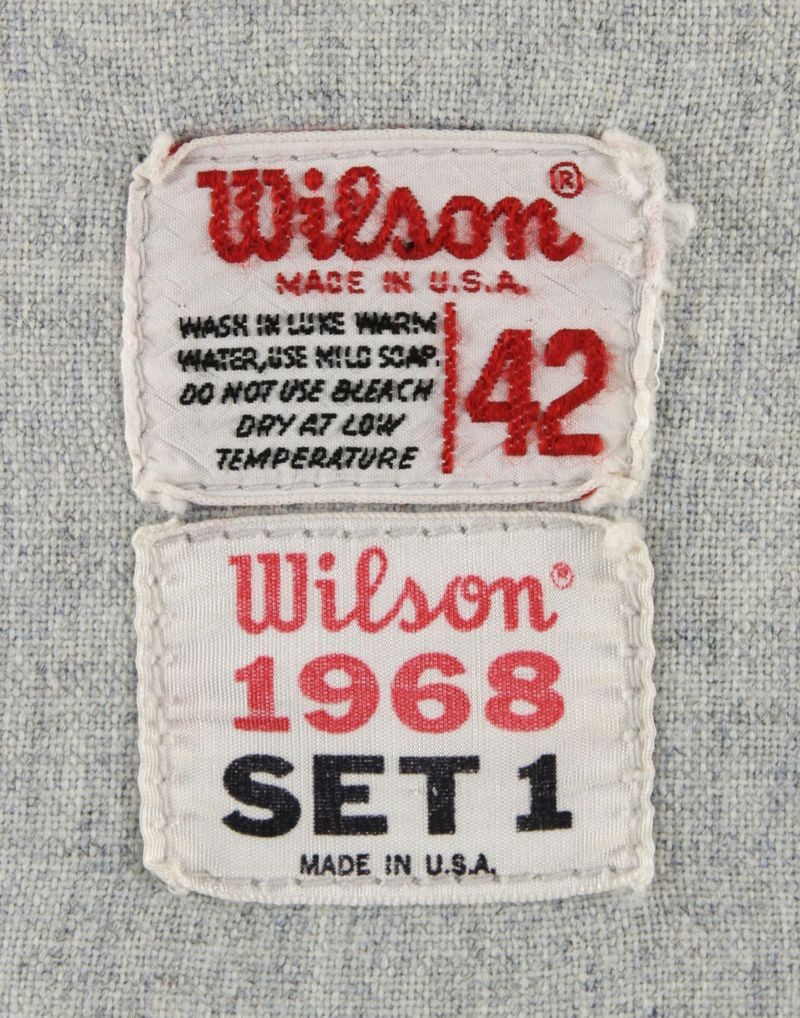 Wilson®
MADE IN U.S.A.
WASH IN LUKE WARM
WATER, USE MILD SOAP.
DO NOT USE BLEACH
DRY AT LOW
TEMPERATURE
42
Wilson®
1968
SET 1
MADE IN U.S.A.